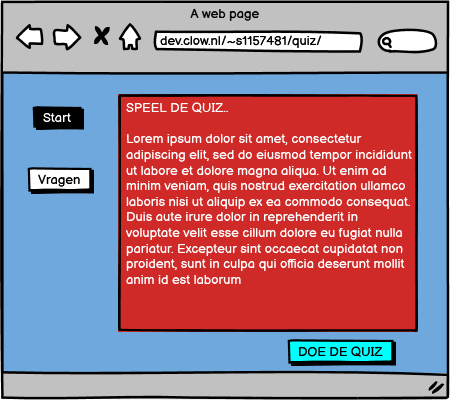 A web page
dev.clow.nl/~s1157481/quiz/
Start
Vragen
SPEEL DE QUIZ..
Lorem ipsum dolor sit amet, consectetur
adipiscing elit, sed do eiusmod tempor incididunt
ut labore et dolore magna aliqua. Ut enim ad
minim veniam, quis nostrud exercitation ullamco
laboris nisi ut aliquip ex ea commodo consequat.
Duis aute irure dolor in reprehenderit in
voluptate velit esse cillum dolore eu fugiat nulla
pariatur. Excepteur sint occaecat cupidatat non
proident, sunt in culpa qui officia deserunt mollit
anim id est laborum
DOE DE QUIZ